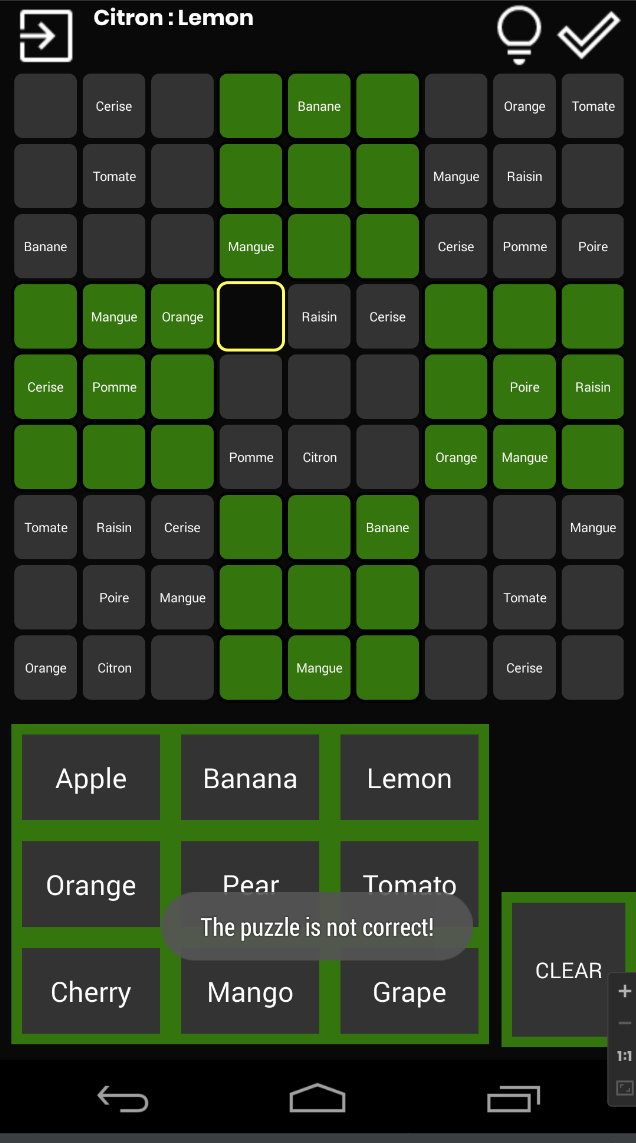 Citron : Lemon
Cerise Banane Orange Tomate
Tomate Mangue Raisin
Banane Mangue Cerise Pomme Poire
Mangue Orange Raisin Cerise
Cerise Pomme Poire Raisin
Pomme Citron Orange Mangue
Tomate Raisin Cerise Banane Mangue
Poire Mangue Tomate
Orange Citron Mangue Cerise
Apple Banana Lemon
Orange Pear Tomato
The puzzle is not correct!
CLEAR
Cherry Mango Grape
+
−
1:1